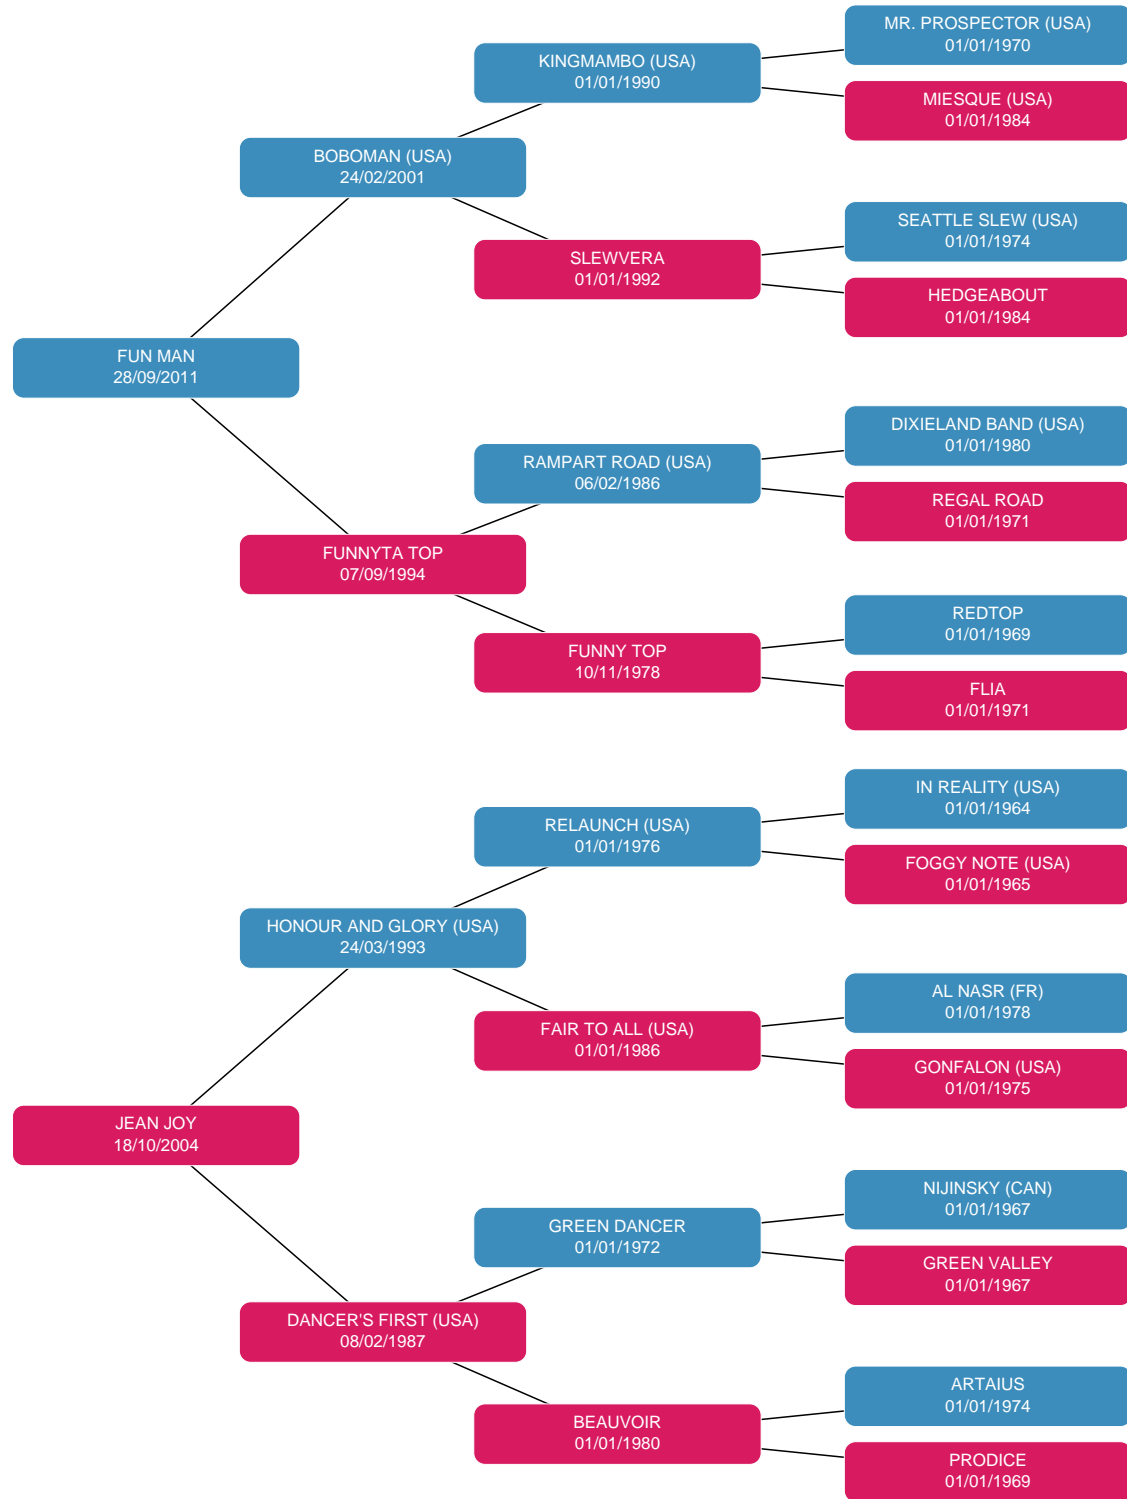 MR. PROSPECTOR (USA)
01/01/1970
KINGMAMBO (USA)
01/01/1990
MIESQUE (USA)
01/01/1984
BOBOMAN (USA)
24/02/2001
SEATTLE SLEW (USA)
01/01/1974
SLEWVERA
01/01/1992
HEDGEABOUT
01/01/1984
FUN MAN
28/09/2011
DIXIELAND BAND (USA)
01/01/1980
RAMPART ROAD (USA)
06/02/1986
REGAL ROAD
01/01/1971
FUNNYTA TOP
07/09/1994
REDTOP
01/01/1969
FUNNY TOP
10/11/1978
FLIA
01/01/1971
IN REALITY (USA)
01/01/1964
RELAUNCH (USA)
01/01/1976
FOGGY NOTE (USA)
01/01/1965
HONOUR AND GLORY (USA)
24/03/1993
AL NASR (FR)
01/01/1978
FAIR TO ALL (USA)
01/01/1986
GONFALON (USA)
01/01/1975
JEAN JOY
18/10/2004
NIJINSKY (CAN)
01/01/1967
GREEN DANCER
01/01/1972
GREEN VALLEY
01/01/1967
DANCER'S FIRST (USA)
08/02/1987
ARTAIUS
01/01/1974
BEAUVOIR
01/01/1980
PRODICE
01/01/1969